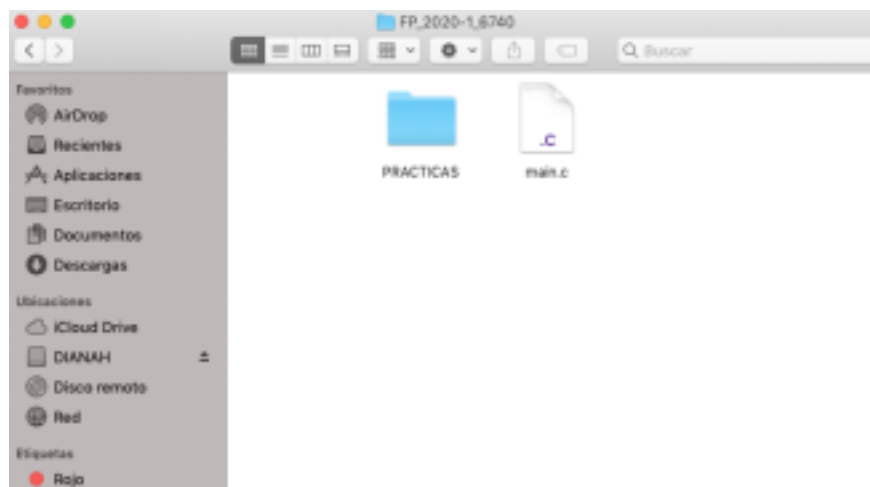 FP_2020-1_6740
Buscar
Favoritos
AirDrop
Recientes
Aplicaciones
Escritorio
Documentos
Descargas
Ubicaciones
iCloud Drive
DIANAH
Disco remoto
Red
Etiquetas
Rojo
.C
PRACTICAS
main.c